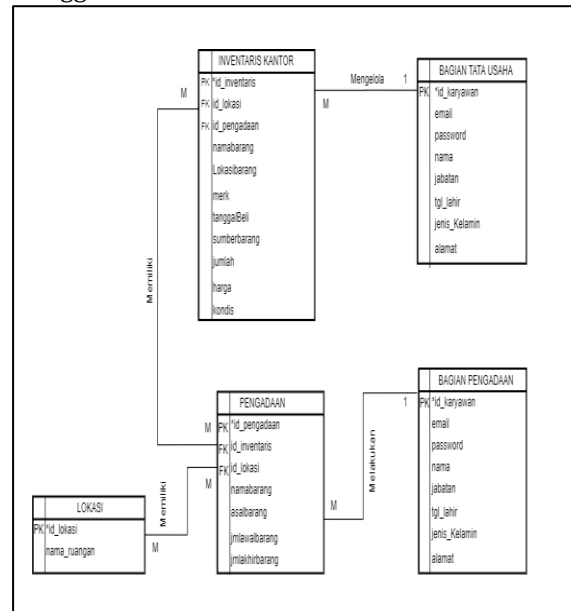 INVENTARIS KANTOR
PK *id_inventaris
FK id_lokasi
FK id_pengadaan
namabarang
Lokasibarang
merk
tanggalBeli
sumberbarang
jumlah
harga
kondis
Mengelola
M
1
BAGIAN TATA USAHA
PK *id_karyawan
email
password
nama
jabatan
tgl_lahir
jenis_Kelamin
alamat
M
Memiliki
M
PENGADAAN
PK *id_pengadaan
FK id_inventaris
FK id_lokasi
namabarang
asalbarang
jmlawalbarang
jmlakhirbarang
M
Melakukan
1
BAGIAN PENGADAAN
PK *id_karyawan
email
password
nama
jabatan
tgl_lahir
jenis_Kelamin
alamat
LOKASI
PK *id_lokasi
nama_ruangan
M
Memiliki
M